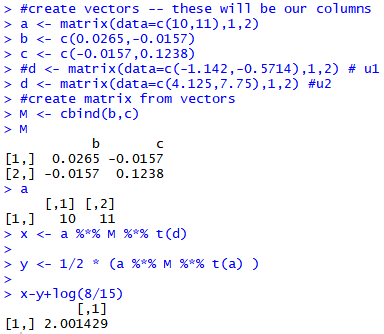 > #create vectors -- these will be our columns
> a <- matrix(data=c(10,11),1,2)
> b <- c(0.0265,-0.0157)
> c <- c(-0.0157,0.1238)
> #d <- matrix(data=c(-1.142,-0.5714),1,2) # u1
> d <- matrix(data=c(4.125,7.75),1,2) #u2
> #create matrix from vectors
> M <- cbind(b,c)
> M
b c
[1,] 0.0265 -0.0157
[2,] -0.0157 0.1238
> a
[,1] [,2]
[1,] 10 11
> x <- a %*% M %*% t(d)
>
> y <- 1/2 * (a %*% M %*% t(a) )
>
> x-y+log(8/15)
[,1]
[1,] 2.001429